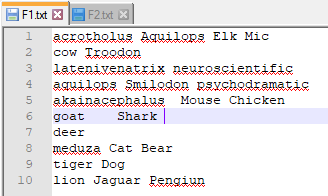 F1.txt F2.txt
1 acrotholus Aquilops Elk Mic
2 cow Troodon
3 latenivenatrix neuroscientific
4 aquilops Smilodon psychodramatic
5 akainacephalus  Mouse Chicken
6 goat    Shark
7 deer
8 meduza Cat Bear
9 tiger Dog
10 lion Jaguar Pengiun